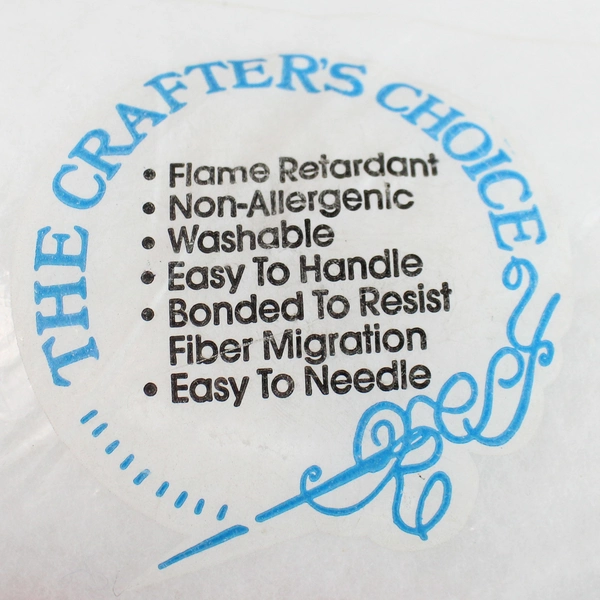 THE CRAFTER'S CHOICE
• Flame Retardant
• Non-Allergenic
• Washable
• Easy To Handle
• Bonded To Resist
Fiber Migration
• Easy To Needle